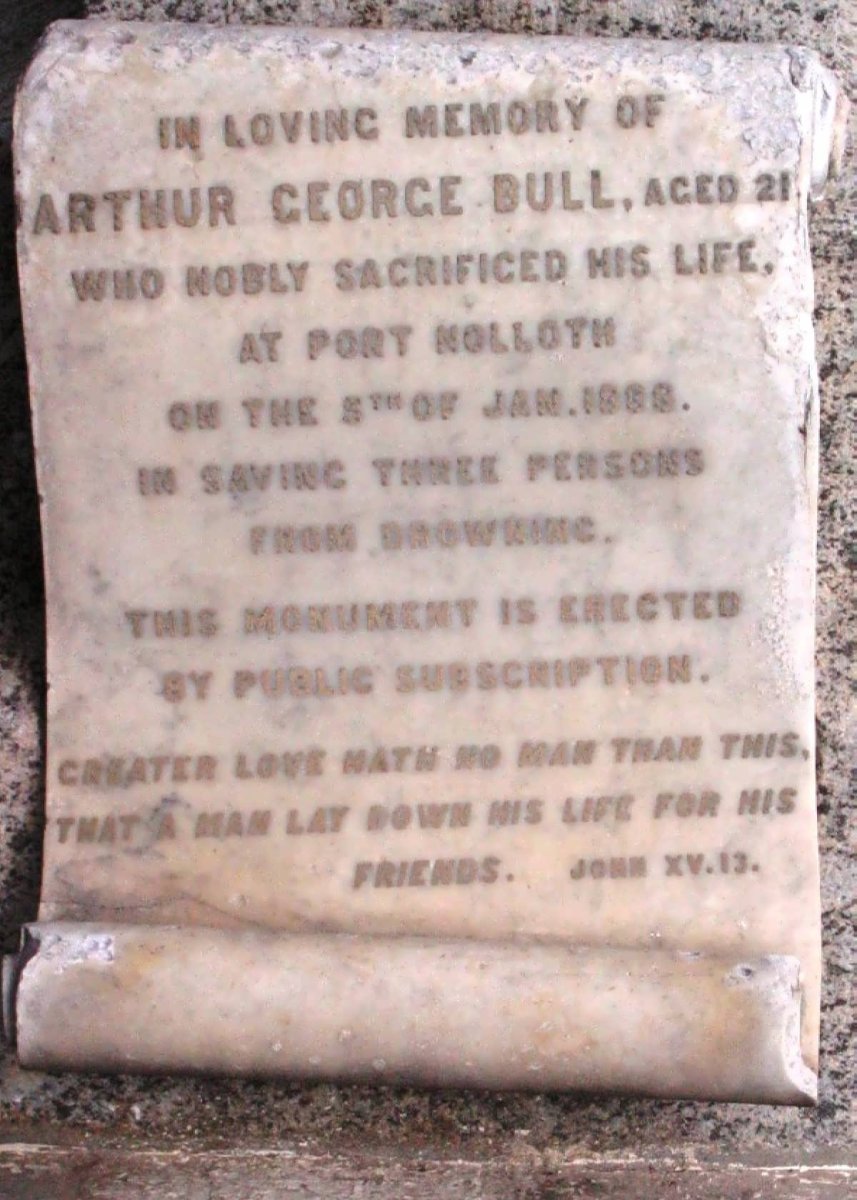 IN LOVING MEMORY OF
ARTHUR GEORGE BULL, AGED 21
WHO NOBLY SACRIFICED HIS LIFE,
AT PORT NOLLOTH
ON THE 5TH OF JAN.
IN SAVING THREE PERSONS
FROM DROWNING.
THIS MONUMENT IS ERECTED
BY PUBLIC SUBSCRIPTION.
GREATER LOVE HATH NO MAN THAN THIS,
THAT A MAN LAY DOWN HIS LIFE FOR HIS
FRIENDS. JOHN XV.13.